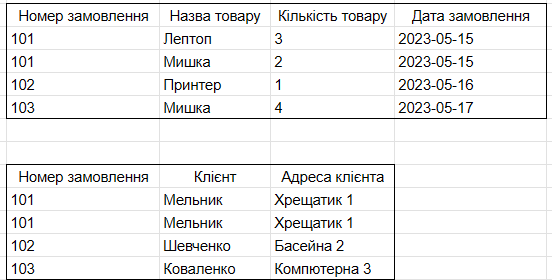 Номер замовлення Назва товару Кількість товару Дата замовлення
101 Лептоп 3 2023-05-15
101 Мишка 2 2023-05-15
102 Принтер 1 2023-05-16
103 Мишка 4 2023-05-17
Номер замовлення Клієнт Адреса клієнта
101 Мельник Хрещатик 1
101 Мельник Хрещатик 1
102 Шевченко Басейна 2
103 Коваленко Компютерна 3